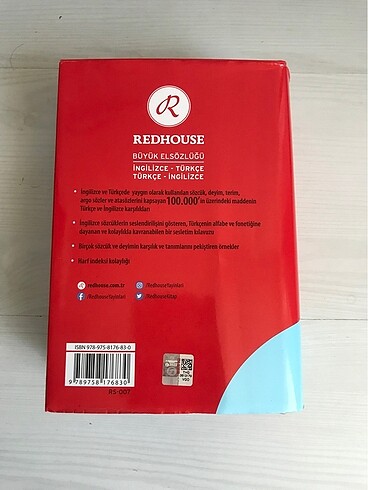 R
REDHOUSE
BÜYÜK ELSÖZLÜĞÜ
İNGİLİZCE - TÜRKÇE
TÜRKÇE - İNGİLİZCE
• İngilizce ve Türkçede yaygın olarak kullanılan sözcük, deyim, terim,
argo sözler ve atasözlerini kapsayan 100.000'in üzerindeki maddenin
Türkçe ve İngilizce karşılıkları
• İngilizce sözcüklerin seslendirilişini gösteren, Türkçenin alfabe ve fonetiğine
dayanan ve kolaylıkla kavranabilen bir sesletim kılavuzu
• Birçok sözcük ve deyimin karşılık ve tanımlarını pekiştiren örnekler
• Harf indeksi kolaylığı
redhouse.com.tr
/RedhouseYayinlari
/RedhouseYayinlari
/RedhouseKitap
ISBN 978-975-8176-83-0
9 789758 176830
RS-007